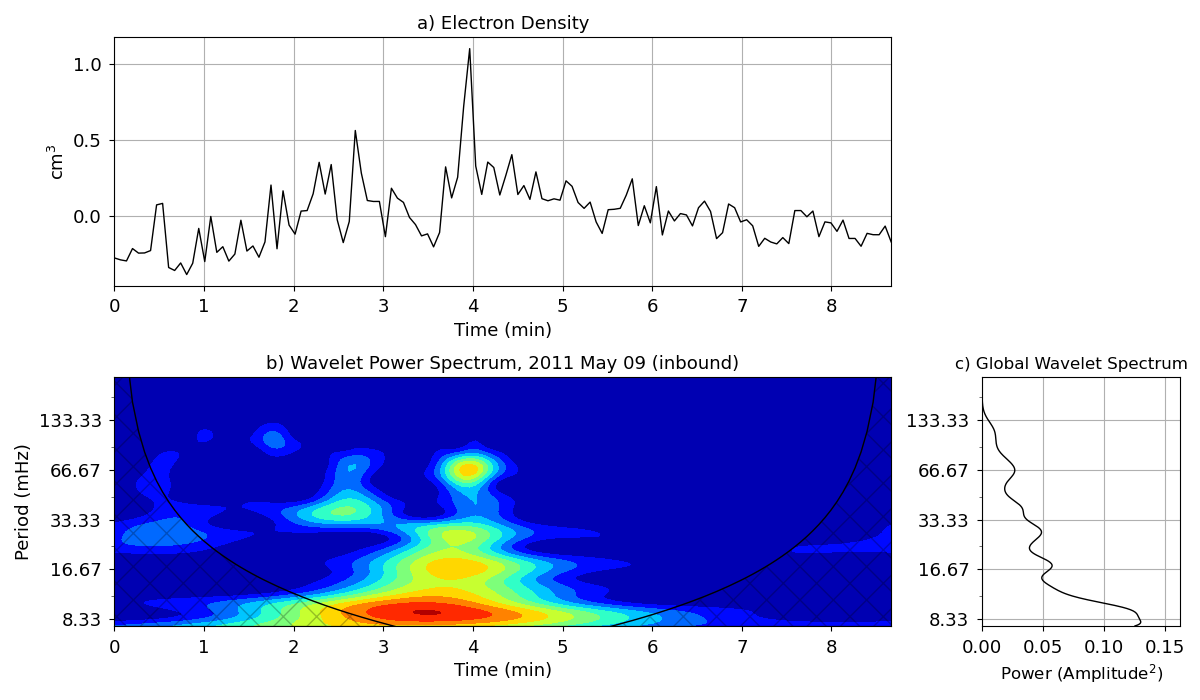 a) Electron Density
cm³
1.0
0.5
0.0
0 1 2 3 4 5 6 7 8
Time (min)
b) Wavelet Power Spectrum, 2011 May 09 (inbound)
Period (mHz)
133.33
66.67
33.33
16.67
8.33
0 1 2 3 4 5 6 7 8
Time (min)
c) Global Wavelet Spectrum
133.33
66.67
33.33
16.67
8.33
0.00 0.05 0.10 0.15
Power (Amplitude²)